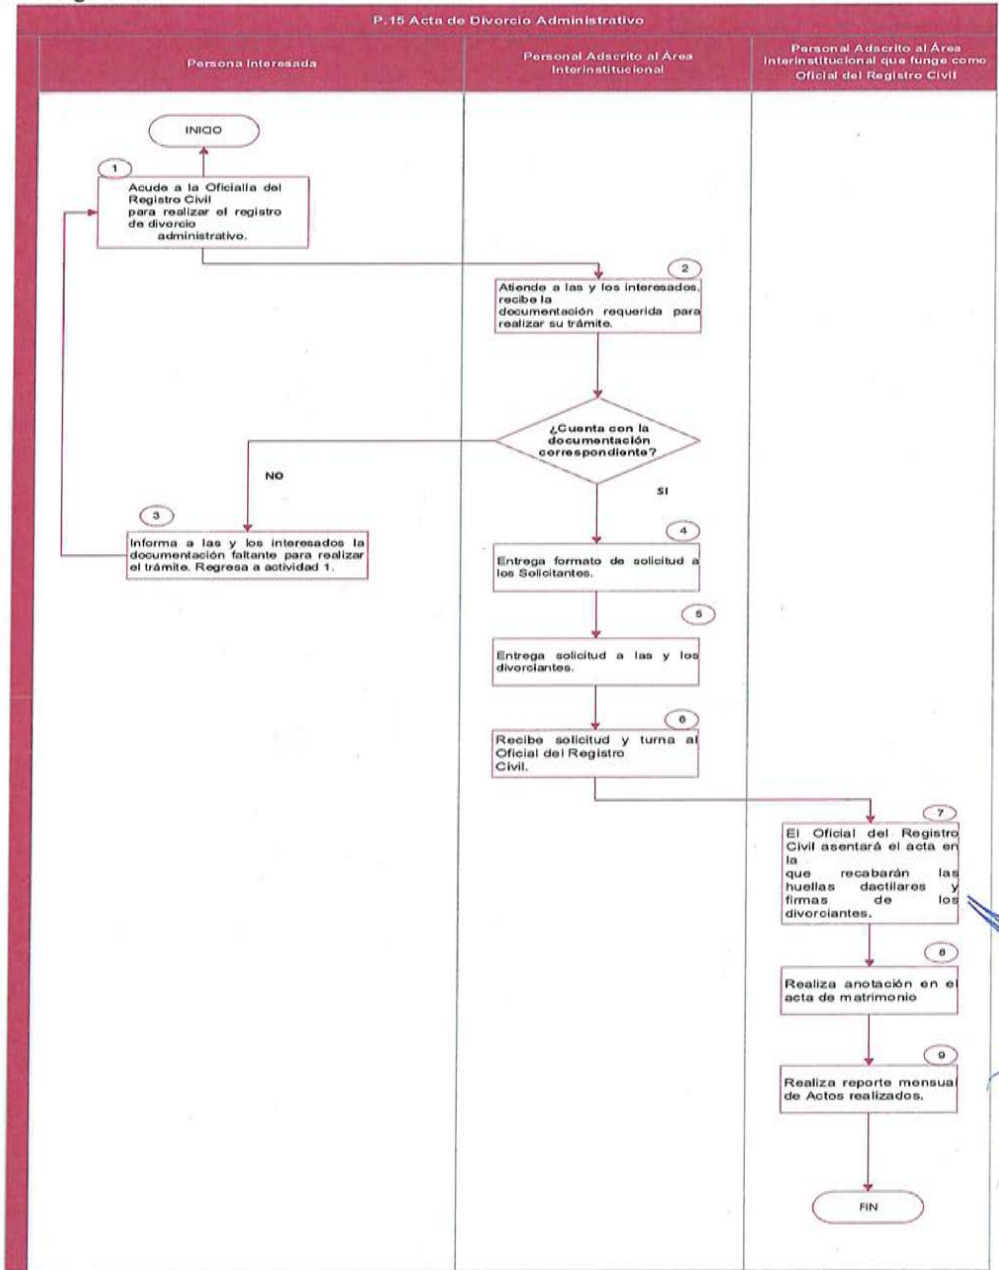 P.15 Acta de Divorcio Administrativo
Persona Interesada
Personal Adscrito al Área
Interinstitucional
Personal Adscrito al Área
Interinstitucional que funge como
Oficial del Registro Civil
INICIO
1
Acude a la Oficialía del
Registro Civil
para realizar el registro
de divorcio
administrativo.
2
Atiende a las y los interesados,
recibe la
documentación requerida para
realizar su trámite.
¿Cuenta con la
documentación
correspondiente?
NO
SI
3
Informa a las y los interesados la
documentación faltante para realizar
el trámite. Regresa a actividad 1.
4
Entrega formato de solicitud a
los Solicitantes.
5
Entrega solicitud a las y los
divorciantes.
6
Recibe solicitud y turna al
Oficial del Registro
Civil.
7
El Oficial del Registro
Civil asentará el acta en
la
que recabarán las
huellas dactilares y
firmas de los
divorciantes.
8
Realiza anotación en el
acta de matrimonio
9
Realiza reporte mensual
de Actos realizados.
FIN